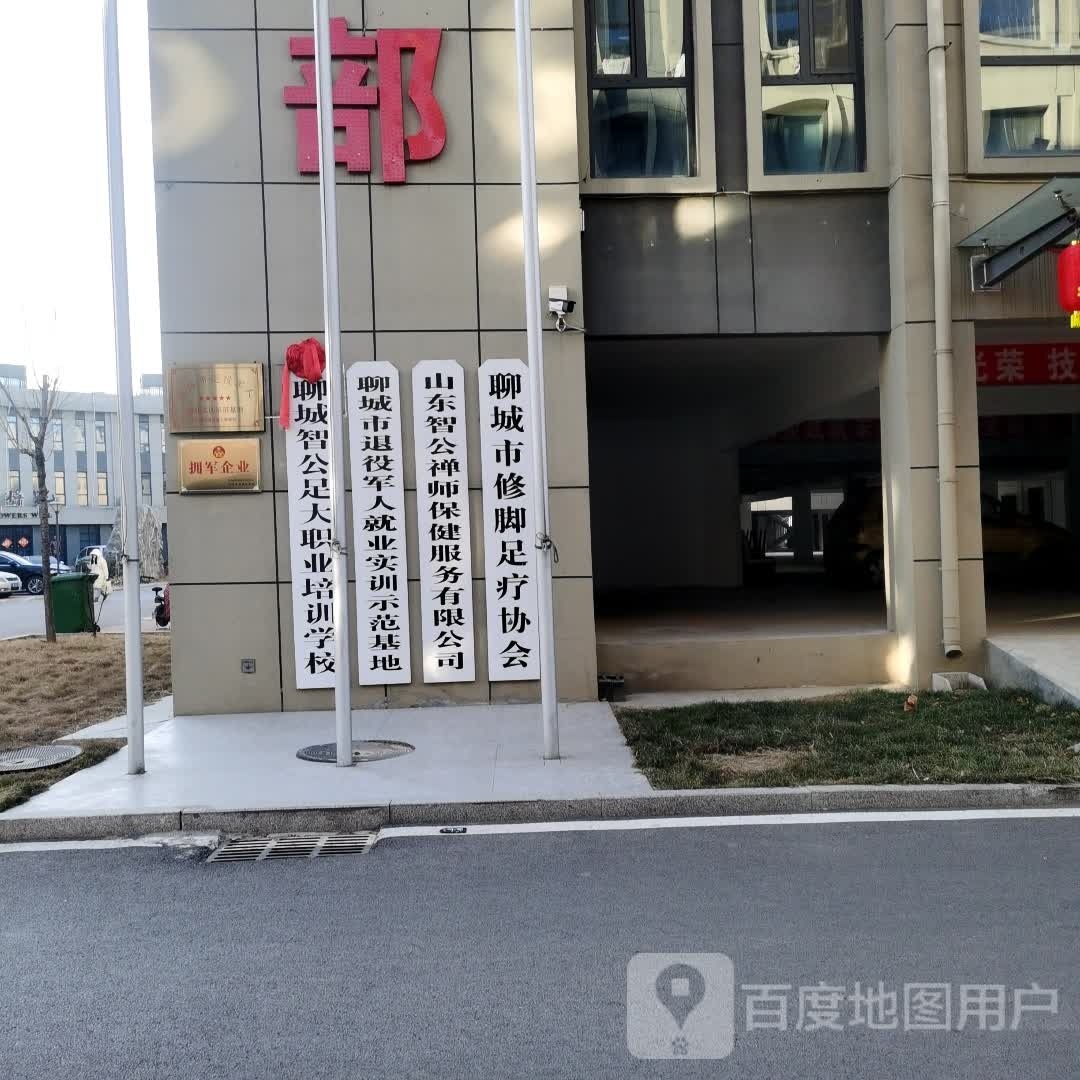 部
拥军企业
聊城智公足大职业培训学校
聊城市退役军人就业实训示范基地
山东智公禅师保健服务有限公司
聊城市修脚足疗协会
光荣 技
百度地图用户